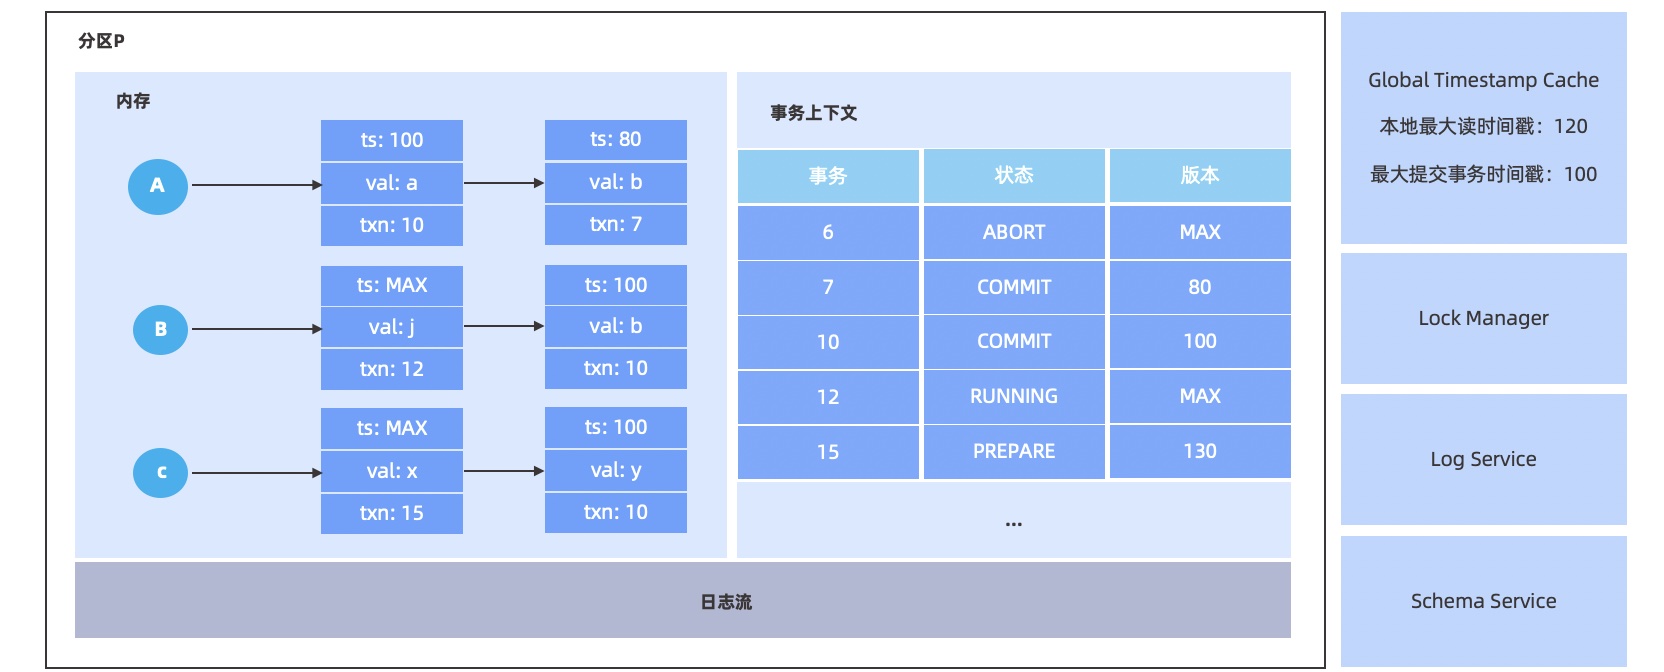 分区P
内存
A
ts: 100
val: a
txn: 10
ts: 80
val: b
txn: 7
B
ts: MAX
val: j
txn: 12
ts: 100
val: b
txn: 10
c
ts: MAX
val: x
txn: 15
ts: 100
val: y
txn: 10
事务上下文
事务 状态 版本
6 ABORT MAX
7 COMMIT 80
10 COMMIT 100
12 RUNNING MAX
15 PREPARE 130
...
日志流
Global Timestamp Cache
本地最大读时间戳：120
最大提交事务时间戳：100
Lock Manager
Log Service
Schema Service